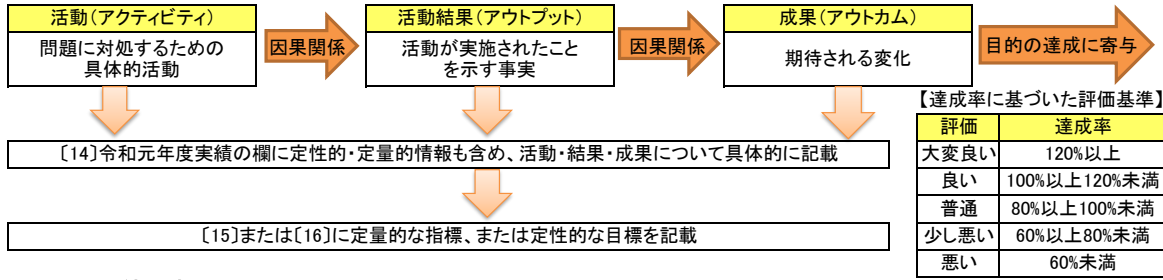 活動(アクティビティ)
問題に対処するための
具体的活動
因果関係
活動結果(アウトプット)
活動が実施されたこと
を示す事実
因果関係
成果(アウトカム)
期待される変化
目的の達成に寄与
〔14〕令和元年度実績の欄に定性的・定量的情報も含め、活動・結果・成果について具体的に記載
〔15〕または〔16〕に定量的な指標、または定性的な目標を記載
【達成率に基づいた評価基準】
評価 達成率
大変良い 120%以上
良い 100%以上120%未満
普通 80%以上100%未満
少し悪い 60%以上80%未満
悪い 60%未満